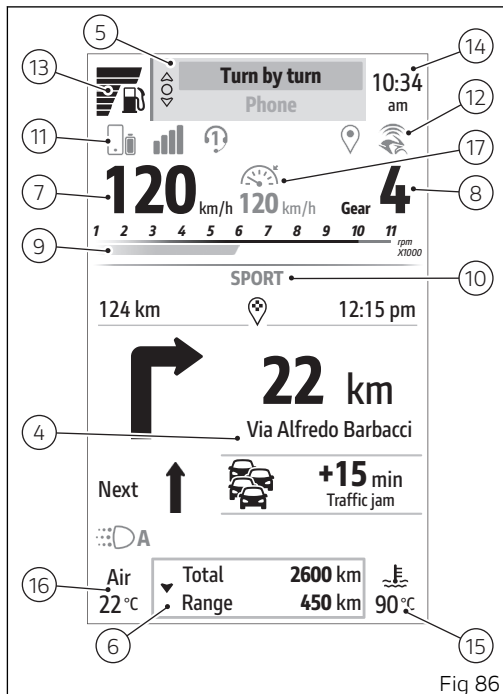 5
14
13
Turn by turn
10:34
Phone
am
12
11
1
17
7
120 km/h
120 km/h
Gear 4
8
1 2 3 4 5 6 7 8 9 10 11
rpm
X1000
9
SPORT
10
124 km
12:15 pm
22 km
4
Via Alfredo Barbacci
Next
+15 min
Traffic jam
A
16
Air
22 °C
Total 2600 km
Range 450 km
90 °C
6
15
Fig 86